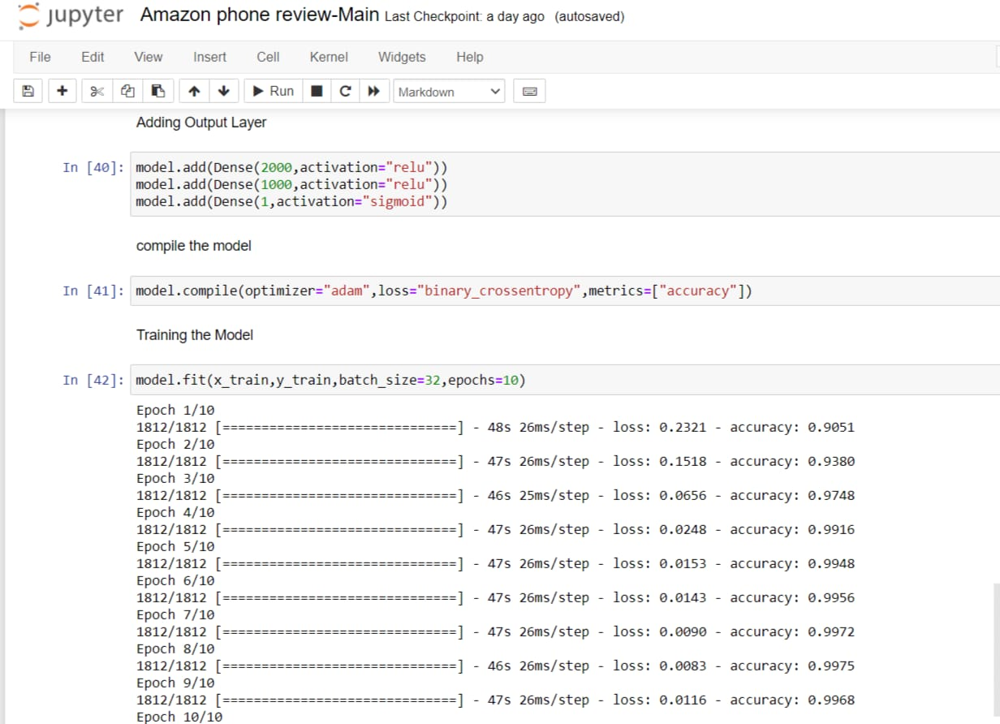 jupyter Amazon phone review-Main Last Checkpoint: a day ago (autosaved)
File Edit View Insert Cell Kernel Widgets Help
Run Markdown
Adding Output Layer
In [40]: model.add(Dense(2000,activation="relu"))
model.add(Dense(1000,activation="relu"))
model.add(Dense(1,activation="sigmoid"))
compile the model
In [41]: model.compile(optimizer="adam",loss="binary_crossentropy",metrics=["accuracy"])
Training the Model
In [42]: model.fit(x_train,y_train,batch_size=32,epochs=10)
Epoch 1/10
1812/1812 [==============================] - 48s 26ms/step - loss: 0.2321 - accuracy: 0.9051
Epoch 2/10
1812/1812 [==============================] - 47s 26ms/step - loss: 0.1518 - accuracy: 0.9380
Epoch 3/10
1812/1812 [==============================] - 46s 25ms/step - loss: 0.0656 - accuracy: 0.9748
Epoch 4/10
1812/1812 [==============================] - 47s 26ms/step - loss: 0.0248 - accuracy: 0.9916
Epoch 5/10
1812/1812 [==============================] - 47s 26ms/step - loss: 0.0153 - accuracy: 0.9948
Epoch 6/10
1812/1812 [==============================] - 47s 26ms/step - loss: 0.0143 - accuracy: 0.9956
Epoch 7/10
1812/1812 [==============================] - 47s 26ms/step - loss: 0.0090 - accuracy: 0.9972
Epoch 8/10
1812/1812 [==============================] - 46s 26ms/step - loss: 0.0083 - accuracy: 0.9975
Epoch 9/10
1812/1812 [==============================] - 47s 26ms/step - loss: 0.0116 - accuracy: 0.9968
Epoch 10/10